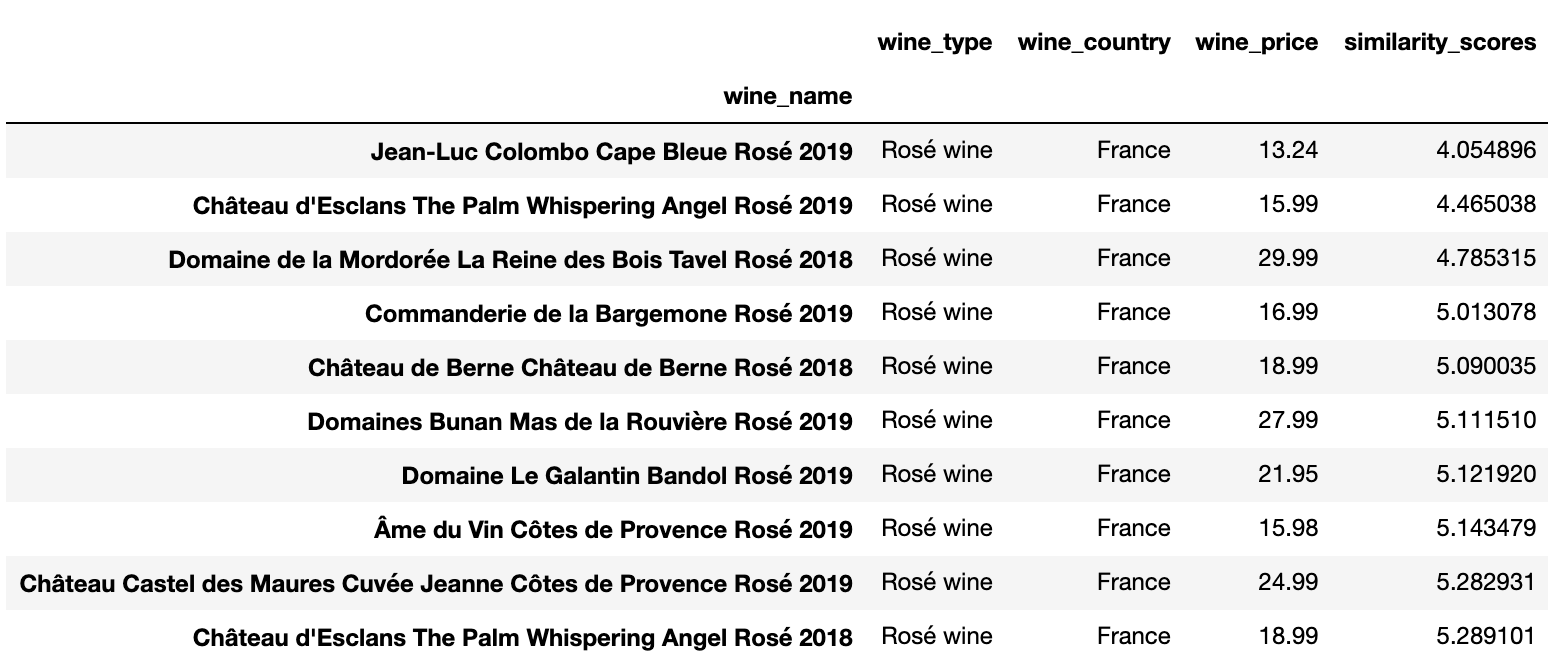 wine_type wine_country wine_price similarity_scores
wine_name
Jean-Luc Colombo Cape Bleue Rosé 2019 Rosé wine France 13.24 4.054896
Château d'Esclans The Palm Whispering Angel Rosé 2019 Rosé wine France 15.99 4.465038
Domaine de la Mordorée La Reine des Bois Tavel Rosé 2018 Rosé wine France 29.99 4.785315
Commanderie de la Bargemone Rosé 2019 Rosé wine France 16.99 5.013078
Château de Berne Château de Berne Rosé 2018 Rosé wine France 18.99 5.090035
Domaines Bunan Mas de la Rouvière Rosé 2019 Rosé wine France 27.99 5.111510
Domaine Le Galantin Bandol Rosé 2019 Rosé wine France 21.95 5.121920
Âme du Vin Côtes de Provence Rosé 2019 Rosé wine France 15.98 5.143479
Château Castel des Maures Cuvée Jeanne Côtes de Provence Rosé 2019 Rosé wine France 24.99 5.282931
Château d'Esclans The Palm Whispering Angel Rosé 2018 Rosé wine France 18.99 5.289101